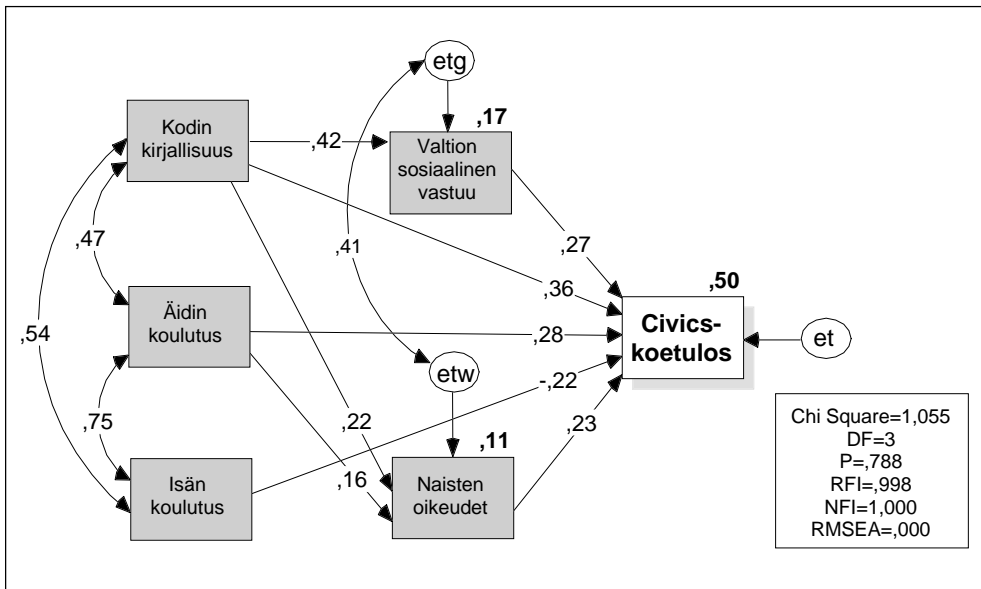 etg
,17
Kodin
kirjallisuus
,42
Valtion
sosiaalinen
vastuu
,47
,41
,27
,36
,50
Äidin
koulutus
,54
,28
Civics-
koetulos
et
etw
-,22
,75
,22
,23
,11
Isän
koulutus
,16
Naisten
oikeudet
Chi Square=1,055
DF=3
P=,788
RFI=,998
NFI=1,000
RMSEA=,000